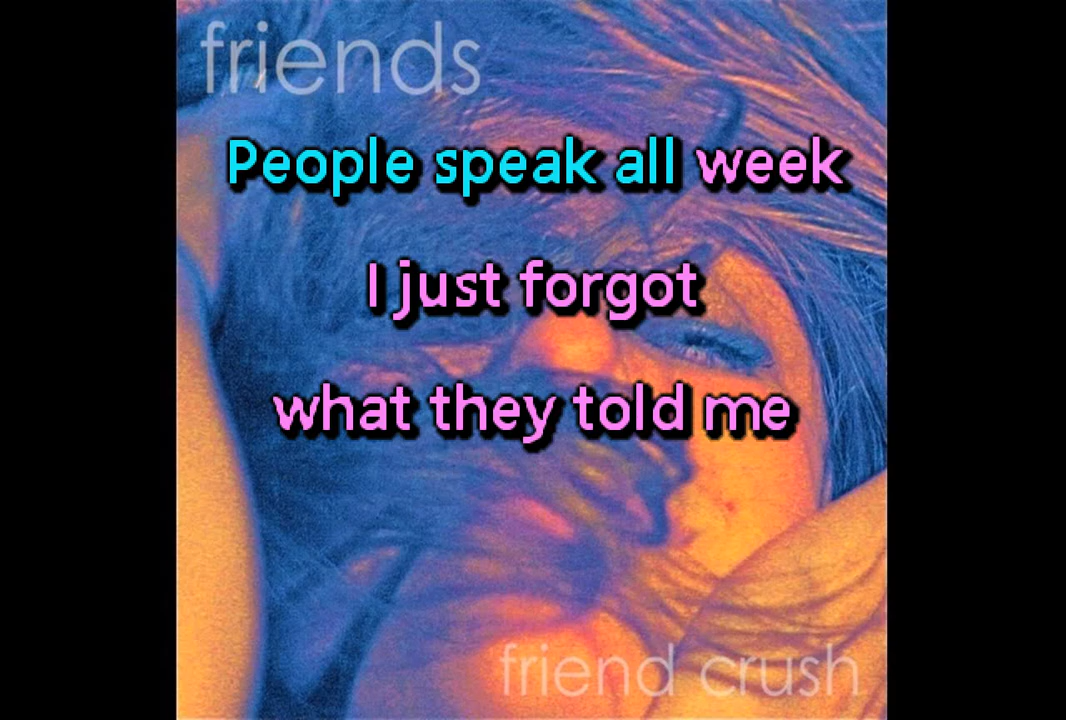 friends
People speak all week
I just forgot
what they told me
friend crush